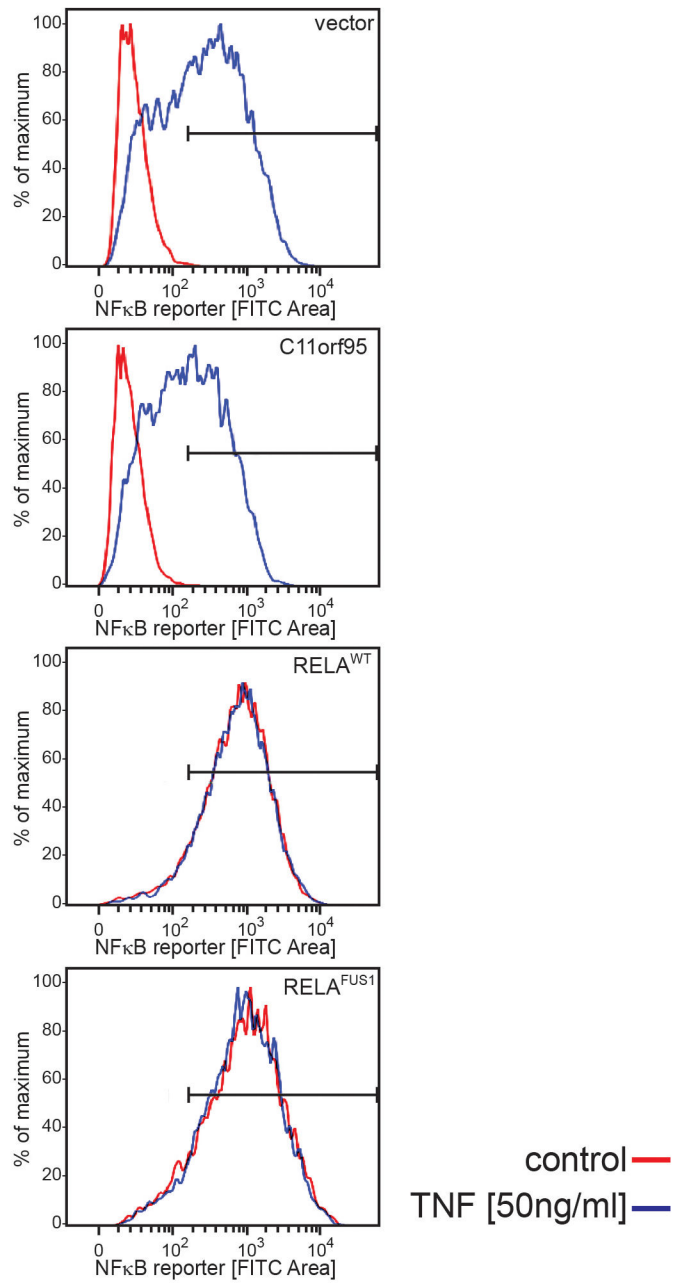 vector
% of maximum
100
80
60
40
20
0
0 10² 10³ 10⁴
NFκB reporter [FITC Area]
C11orf95
% of maximum
100
80
60
40
20
0
0 10² 10³ 10⁴
NFκB reporter [FITC Area]
RELA^WT
% of maximum
100
80
60
40
20
0
0 10² 10³ 10⁴
NFκB reporter [FITC Area]
RELA^FUS1
% of maximum
100
80
60
40
20
0
0 10² 10³ 10⁴
NFκB reporter [FITC Area]
control
TNF [50ng/ml]